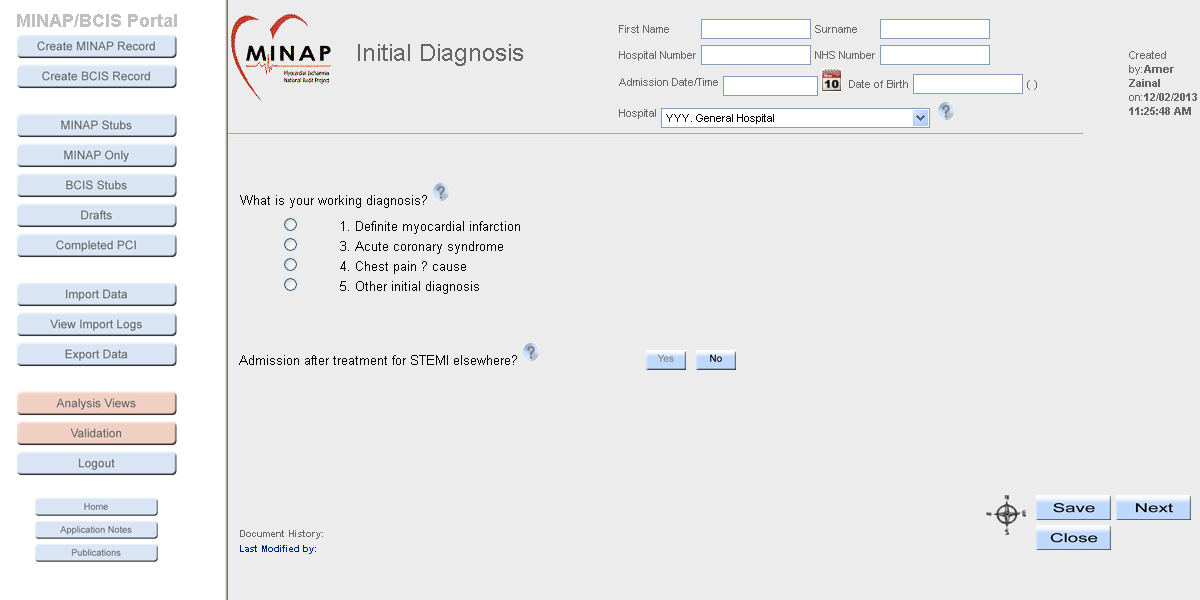 MINAP/BCIS Portal
Create MINAP Record
Create BCIS Record
MINAP Stubs
MINAP Only
BCIS Stubs
Drafts
Completed PCI
Import Data
View Import Logs
Export Data
Analysis Views
Validation
Logout
Home
Application Notes
Publications
MINAP
Myocardial Ischaemia
National Audit Project
Initial Diagnosis
First Name Surname
Hospital Number NHS Number
Admission Date/Time 10 Date of Birth ( )
Hospital YYY. General Hospital ?
Created
by:Amer
Zainal
on:12/02/2013
11:25:48 AM
What is your working diagnosis? ?
1. Definite myocardial infarction
3. Acute coronary syndrome
4. Chest pain ? cause
5. Other initial diagnosis
Admission after treatment for STEMI elsewhere? ? Yes No
N
W E
S
Save Next
Close
Document History:
Last Modified by: